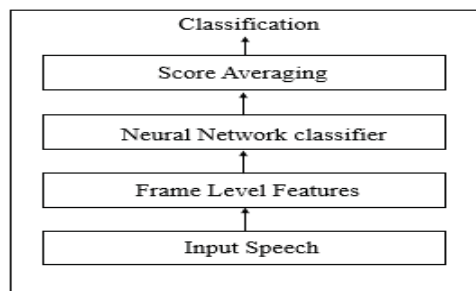 Classification
Score Averaging
Neural Network classifier
Frame Level Features
Input Speech